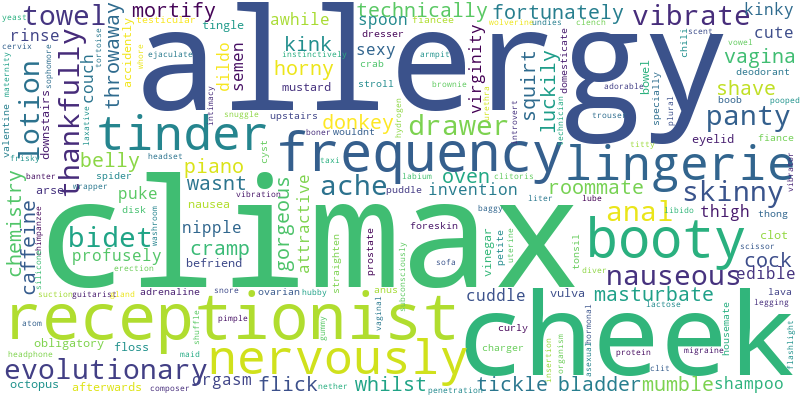 yeast
towel
mortify
testicular
awhile
spoon
technically
fiancee
fortunately
wolverine
undies
clench
vibrate
kinky
rinse
tingle
dresser
instinctively
armpit
scent
cute
cervix
couch
throwaway
accidently
whore
ejaculate
kink
sexy
crab
brownie
virginity
squirt
luckily
domesticate
chili
bowel
vowel
vagina
maternity
sophomore
tortoise
lotion
thankfully
dildo
semen
horny
allergy
adorable
specially
deodorant
intimacy
mustard
stroll
urethra
shave
valentine
downstairs
laxative
snuggle
upstairs
donkey
drawer
hydrogen
introvert
technician
trouser
plural
boob
pooped
panty
tinder
boner
wouldnt
frequency
titty
eyelid
fiance
frisky
banter
belly
piano
headset
cyst
taxi
labium
clitoris
oven
lingerie
arse
spider
wasnt
ache
invention
roommate
skinny
vibrator
wrapper
puke
vibration
puddle
baggy
liter
lube
chemistry
chimpanzee
silicone
disk
nausea
gorgeous
attractive
climax
foreskin
anal
thigh
libido
thong
caffeine
bidet
washroom
nipple
booty
clot
profusely
cramp
straighten
prostate
vinegar
petite
uterine
tonsil
scissor
erection
befriend
sofa
subconsciously
diver
cock
suction
guitarist
gland
adrenaline
snore
ovarian
hubby
anus
vaginal
cuddle
vulva
nauseous
edible
masturbate
lava
legging
receptionist
atom
shuffle
pimple
gummy
curly
cheek
lactose
obligatory
floss
nervously
charger
insertion
organism
asexual
hormonal
protein
migraine
housemate
flashlight
headphone
maid
evolutionary
orgasm
flick
nether
whilst
penetration
tickle
bladder
clit
mumble
shampoo
octopus
afterwards
composer